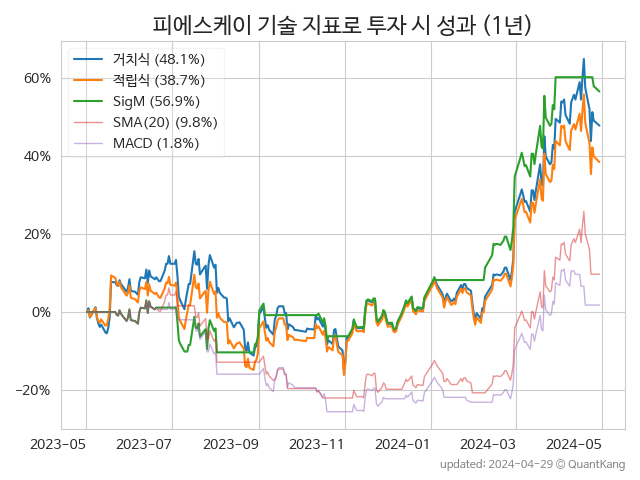 피에스케이 기술 지표로 투자 시 성과 (1년)
거치식 (48.1%)
적립식 (38.7%)
SigM (56.9%)
SMA(20) (9.8%)
MACD (1.8%)
60%
40%
20%
0%
−20%
2023-05 2023-07 2023-09 2023-11 2024-01 2024-03 2024-05
updated: 2024-04-29 © QuantKang